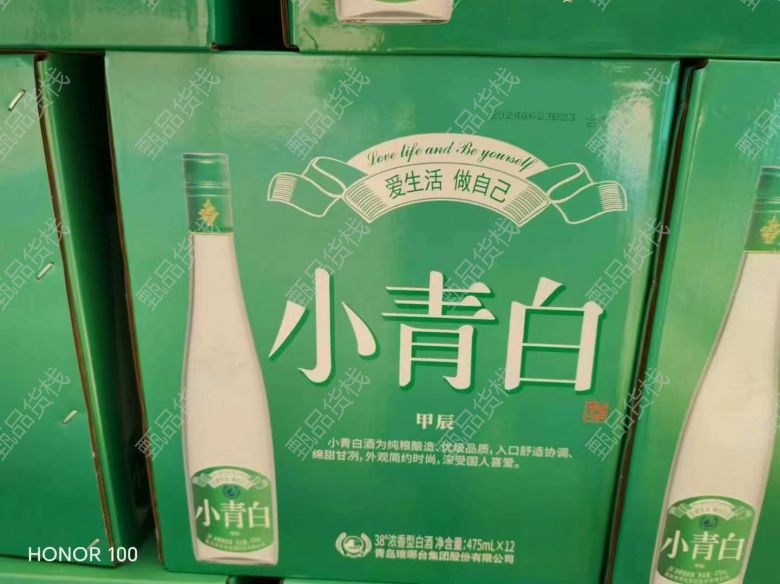 20240623B23
Love life and Be yourself
爱生活 做自己
小青白
甲辰
小青白酒为纯粮酿造、优级品质，入口舒适协调、
绵甜甘冽，外观简约时尚，深受国人喜爱。
38°浓香型白酒 净含量:475mL×12
青岛琅琊台集团股份有限公司
小青白
小青白
HONOR 100
甄品货栈